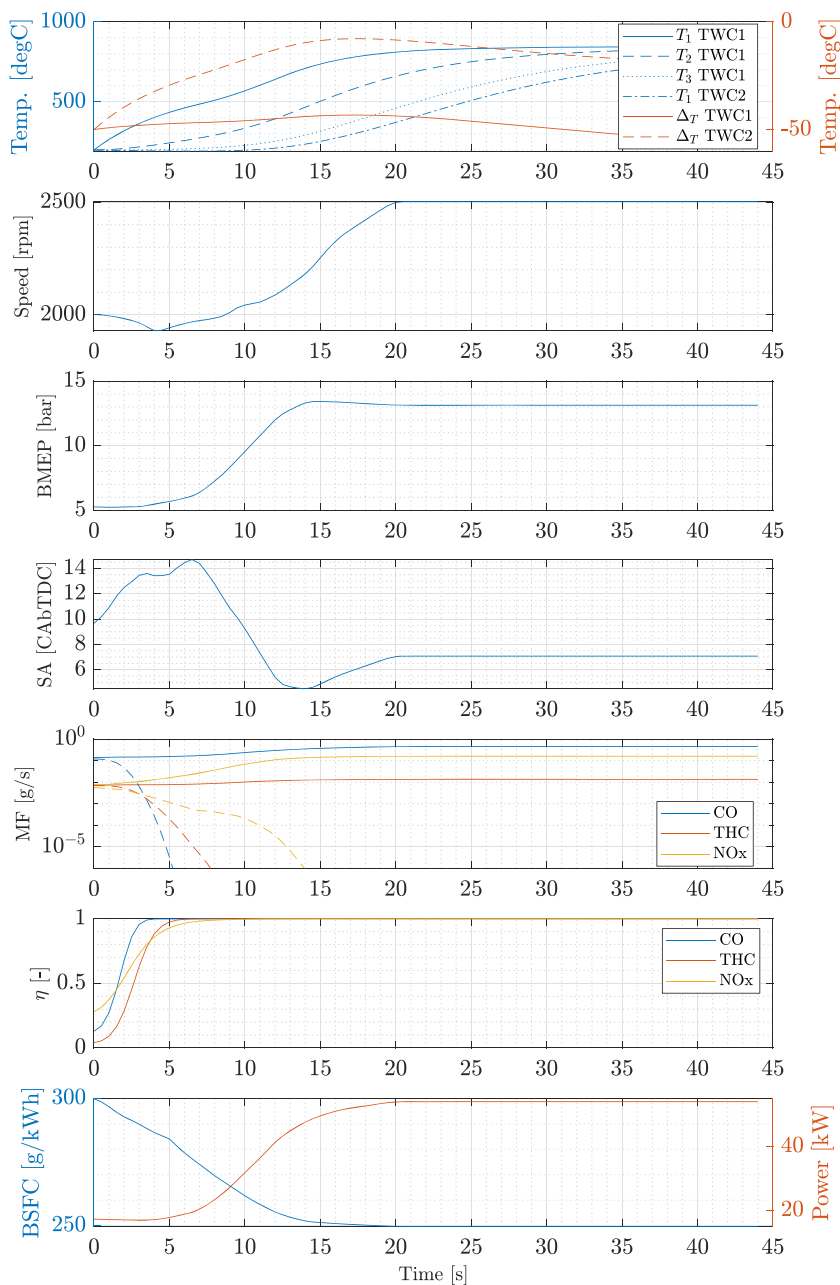 1000
500
Temp. [degC]
0
-50
Temp. [degC]
T1 TWC1
T2 TWC1
T3 TWC1
T1 TWC2
ΔT TWC1
ΔT TWC2
0 5 10 15 20 25 30 35 40 45
2500
2000
Speed [rpm]
0 5 10 15 20 25 30 35 40 45
15
10
5
BMEP [bar]
0 5 10 15 20 25 30 35 40 45
14
12
10
8
6
SA [CAbTDC]
0 5 10 15 20 25 30 35 40 45
10^0
10^-5
MF [g/s]
CO
THC
NOx
0 5 10 15 20 25 30 35 40 45
1
0.5
0
η [-]
CO
THC
NOx
0 5 10 15 20 25 30 35 40 45
300
250
BSFC [g/kWh]
40
20
Power [kW]
0 5 10 15 20 25 30 35 40 45
Time [s]